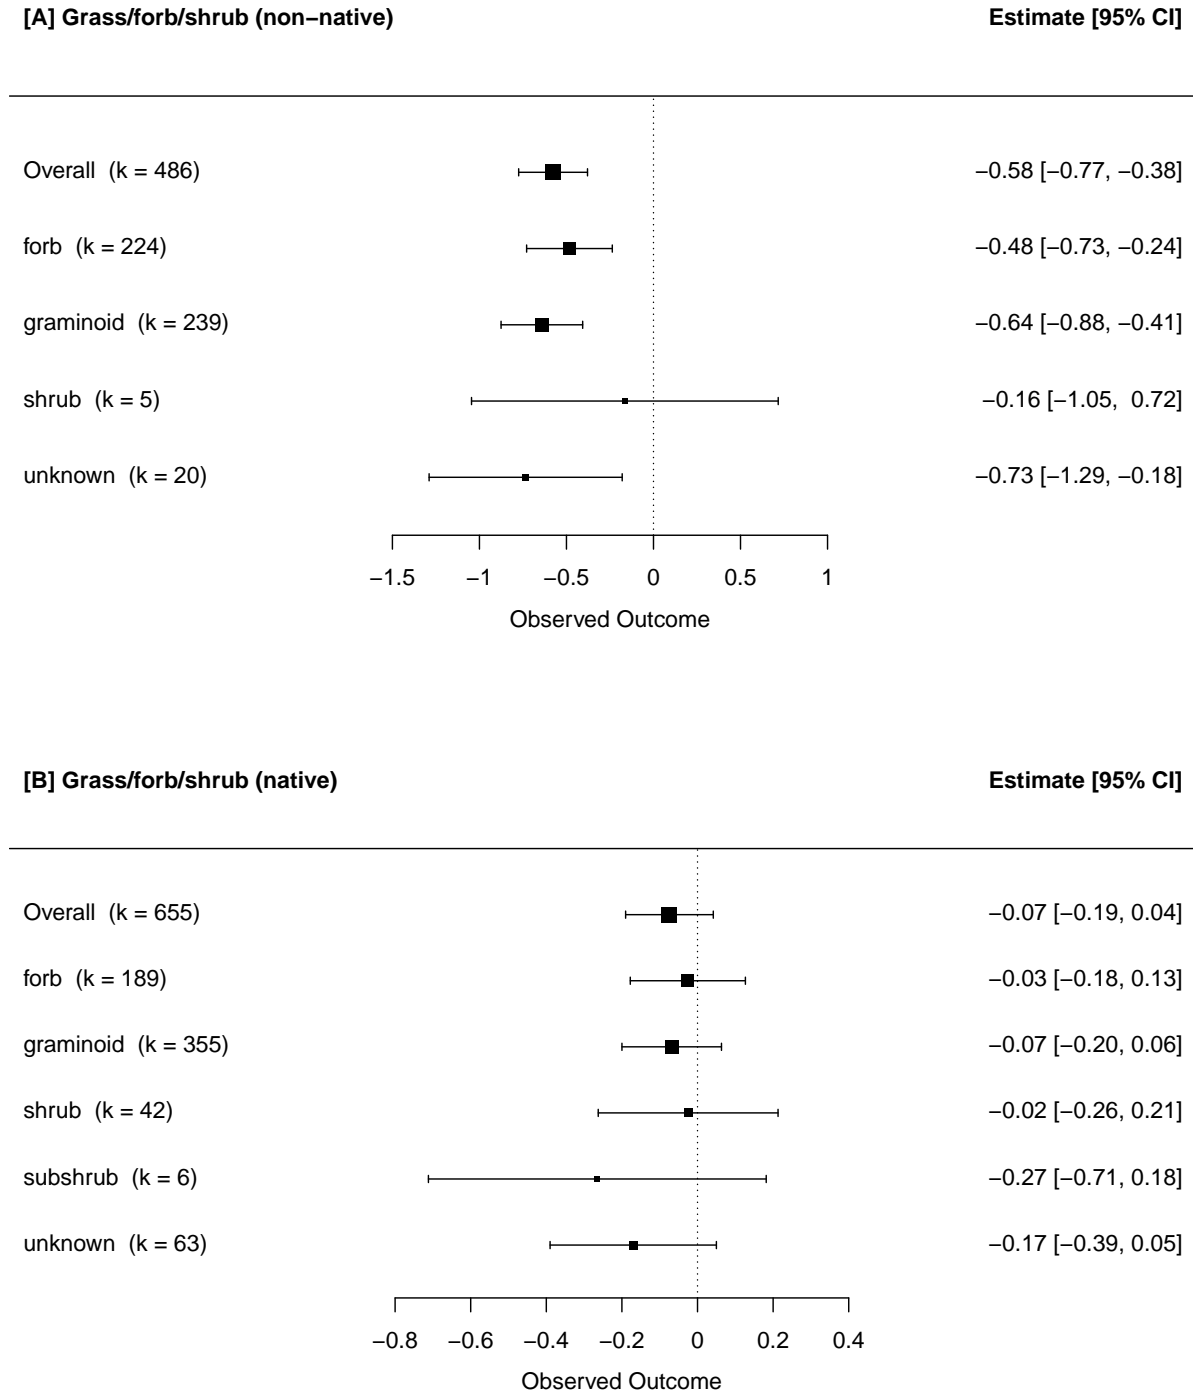 [A] Grass/forb/shrub (non−native) Estimate [95% CI]
Overall (k = 486) −0.58 [−0.77, −0.38]
forb (k = 224) −0.48 [−0.73, −0.24]
graminoid (k = 239) −0.64 [−0.88, −0.41]
shrub (k = 5) −0.16 [−1.05, 0.72]
unknown (k = 20) −0.73 [−1.29, −0.18]
−1.5 −1 −0.5 0 0.5 1
Observed Outcome
[B] Grass/forb/shrub (native) Estimate [95% CI]
Overall (k = 655) −0.07 [−0.19, 0.04]
forb (k = 189) −0.03 [−0.18, 0.13]
graminoid (k = 355) −0.07 [−0.20, 0.06]
shrub (k = 42) −0.02 [−0.26, 0.21]
subshrub (k = 6) −0.27 [−0.71, 0.18]
unknown (k = 63) −0.17 [−0.39, 0.05]
−0.8 −0.6 −0.4 −0.2 0 0.2 0.4
Observed Outcome